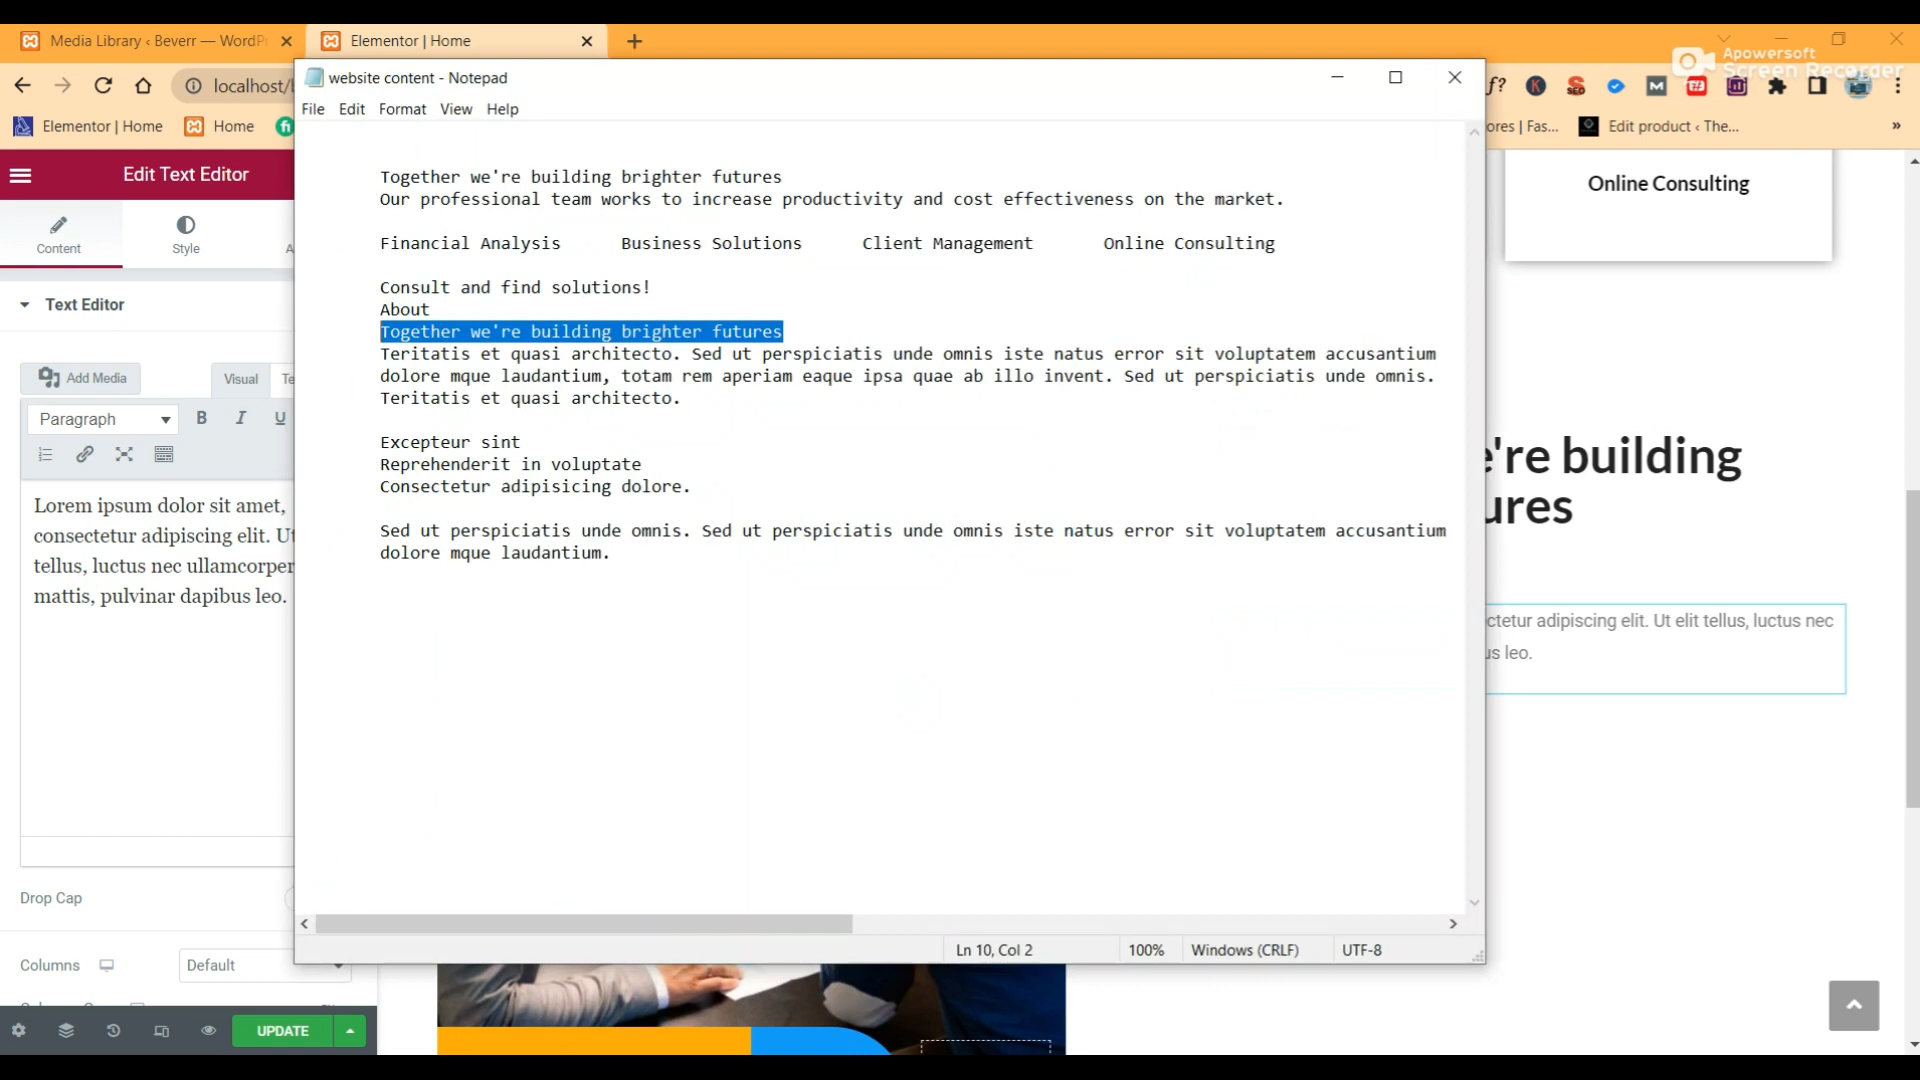 Media Library ‹ Beverr — WordP
Elementor | Home
Apowersoft
Screen Recorder
localhost/
website content - Notepad
Elementor | Home
Home
ores | Fas...
Edit product ‹ The...
»
File Edit Format View Help
Edit Text Editor
Content
Style
Text Editor
Add Media
Visual
Te
Paragraph
B I U
Lorem ipsum dolor sit amet,
consectetur adipiscing elit. Ut
tellus, luctus nec ullamcorper
mattis, pulvinar dapibus leo.
Drop Cap
Columns
Default
UPDATE
Together we're building brighter futures
Our professional team works to increase productivity and cost effectiveness on the market.
Financial Analysis Business Solutions Client Management Online Consulting
Consult and find solutions!
About
Together we're building brighter futures
Teritatis et quasi architecto. Sed ut perspiciatis unde omnis iste natus error sit voluptatem accusantium
dolore mque laudantium, totam rem aperiam eaque ipsa quae ab illo invent. Sed ut perspiciatis unde omnis.
Teritatis et quasi architecto.
Excepteur sint
Reprehenderit in voluptate
Consectetur adipisicing dolore.
Sed ut perspiciatis unde omnis. Sed ut perspiciatis unde omnis iste natus error sit voluptatem accusantium
dolore mque laudantium.
Ln 10, Col 2
100%
Windows (CRLF)
UTF-8
Online Consulting
e're building
ures
ctetur adipiscing elit. Ut elit tellus, luctus nec
us leo.